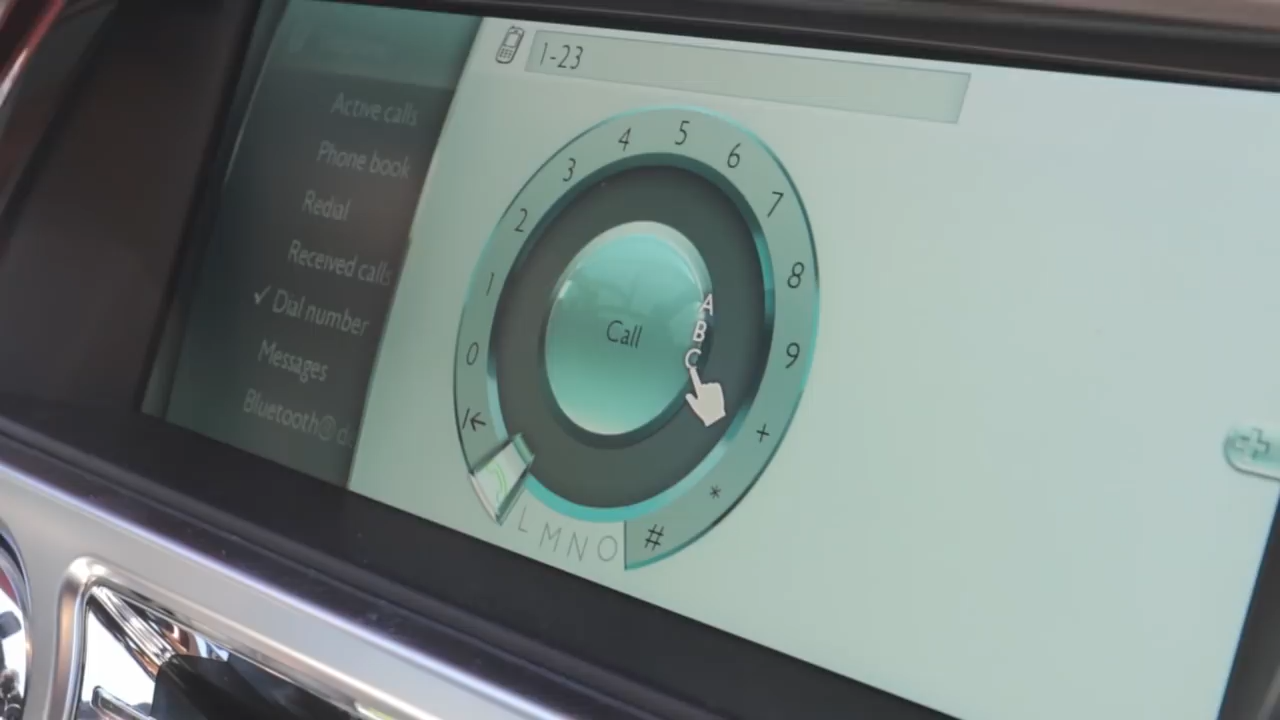 1-23
Active calls
Phone book
Redial
Received calls
✓ Dial number
Messages
Bluetooth® d
0 1 2 3 4 5 6 7 8 9 + * #
Call
A
B
C
L M N O